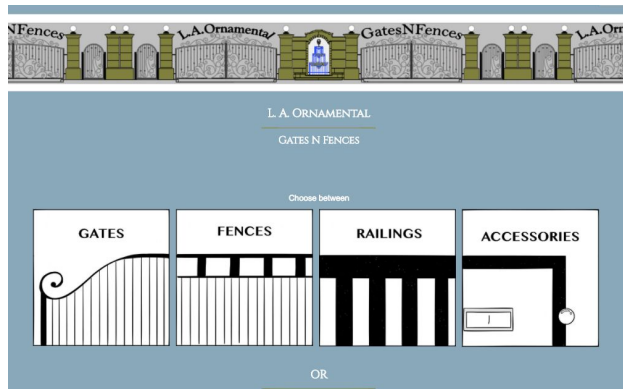 NFences L.A.Ornamental GatesNFences L.A.Orn
L. A. ORNAMENTAL
GATES N FENCES
Choose between
GATES FENCES RAILINGS ACCESSORIES
OR